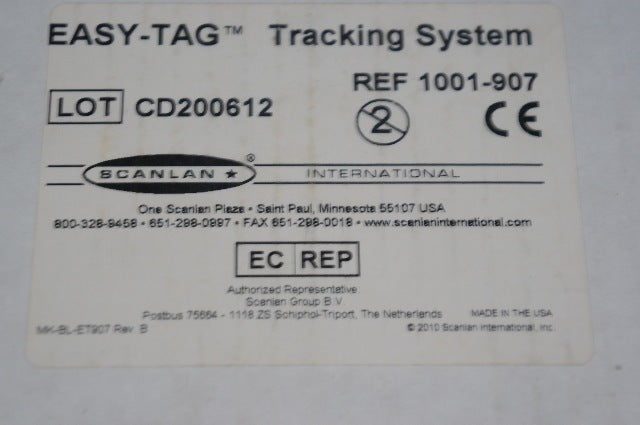 EASY-TAG™ Tracking System
REF 1001-907
LOT CD200612
2 CE
SCANLAN ★ ® INTERNATIONAL
One Scanlan Plaza • Saint Paul, Minnesota 55107 USA
800-328-9458 • 651-298-0997 • FAX 651-298-0018 • www.scanlaninternational.com
EC REP
Authorized Representative:
Scanlan Group B.V.
Postbus 75664 - 1118 ZS Schiphol-Triport, The Netherlands MADE IN THE USA
MK-BL-ET907 Rev. B © 2010 Scanlan International, Inc.